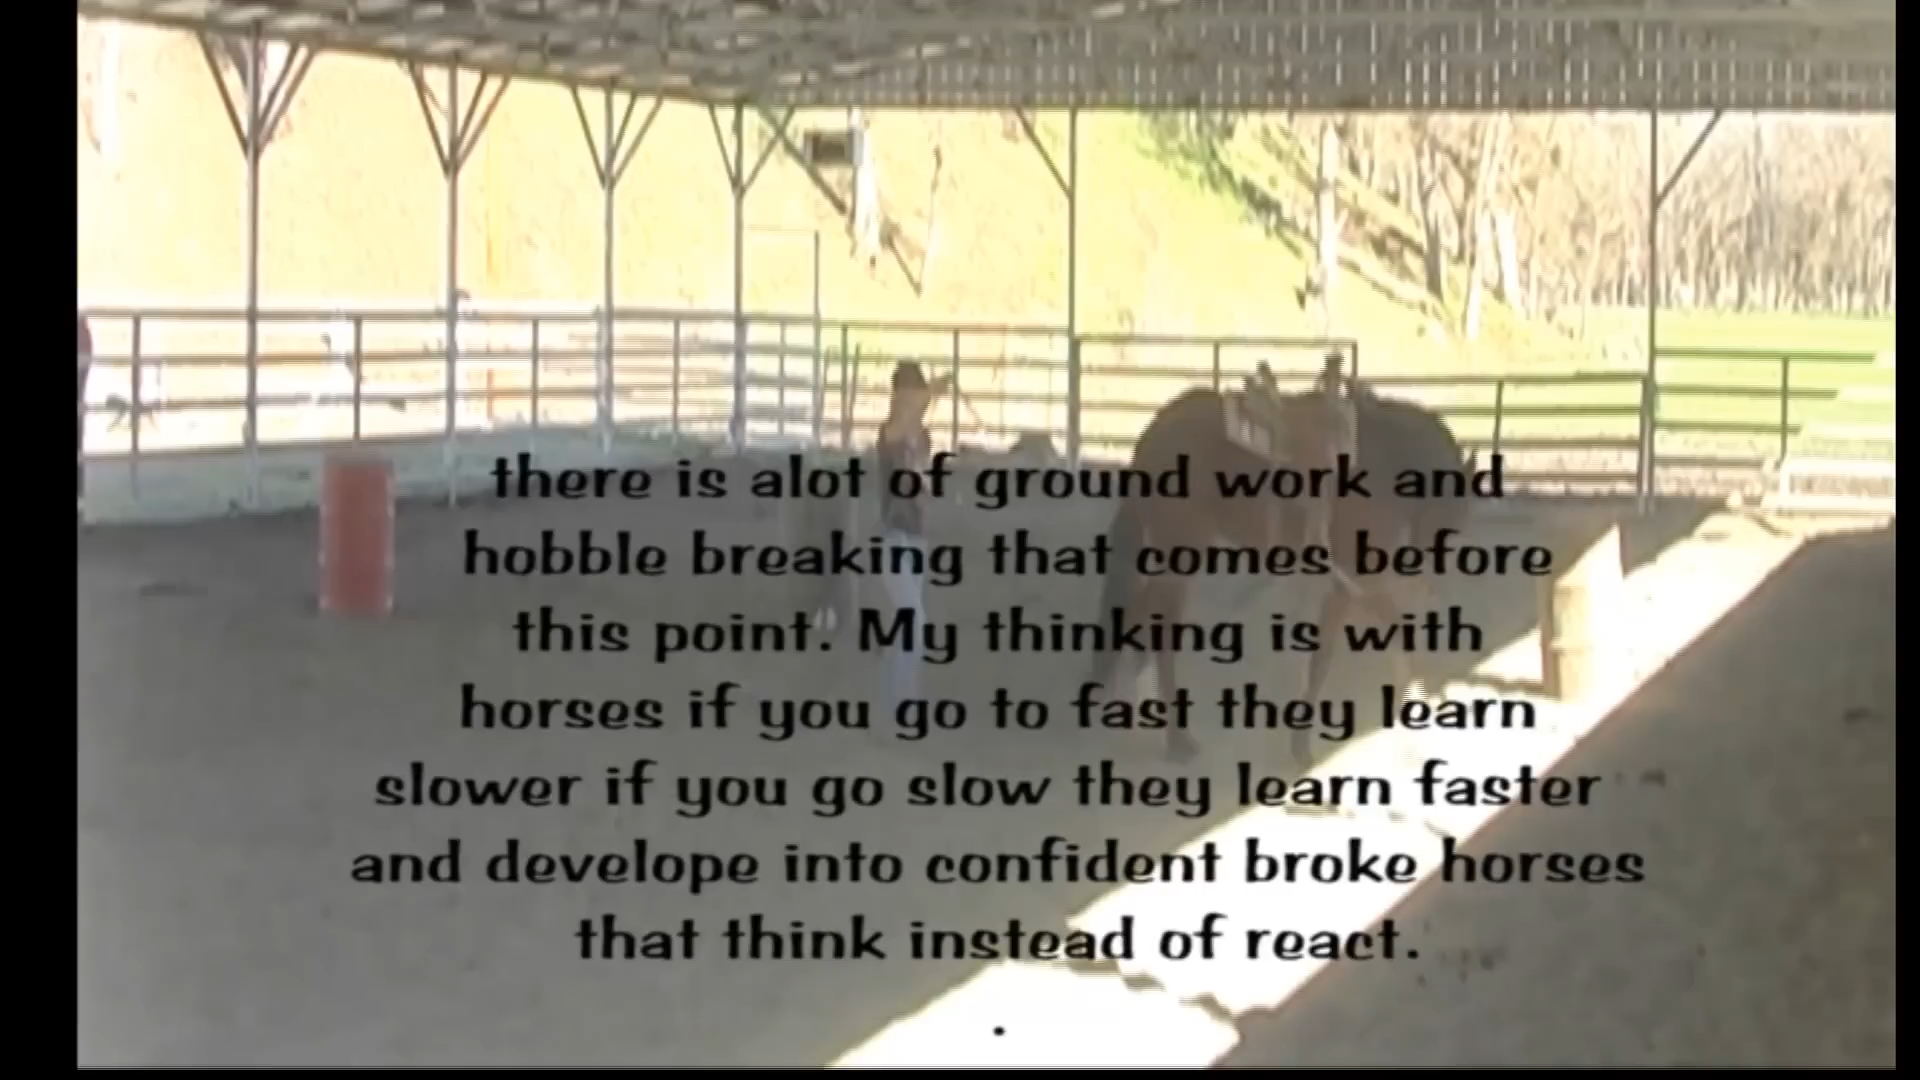 there is alot of ground work and
hobble breaking that comes before
this point. My thinking is with
horses if you go to fast they learn
slower if you go slow they learn faster
and develope into confident broke horses
that think instead of react.
.